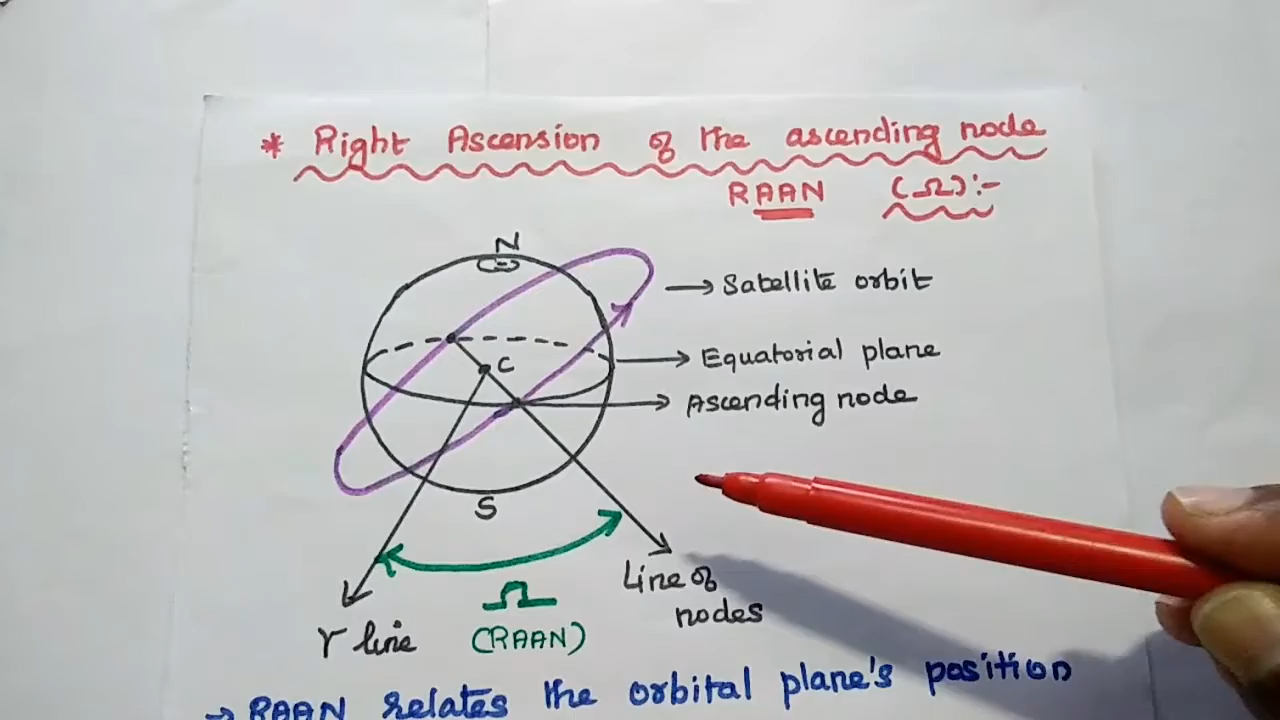 * Right Ascension of the ascending node
RAAN (Ω):-
N
→ Satellite orbit
C
→ Equatorial plane
→ Ascending node
S
Line of
nodes
Ω
(RAAN)
γ line
→ RAAN relates the orbital plane's position